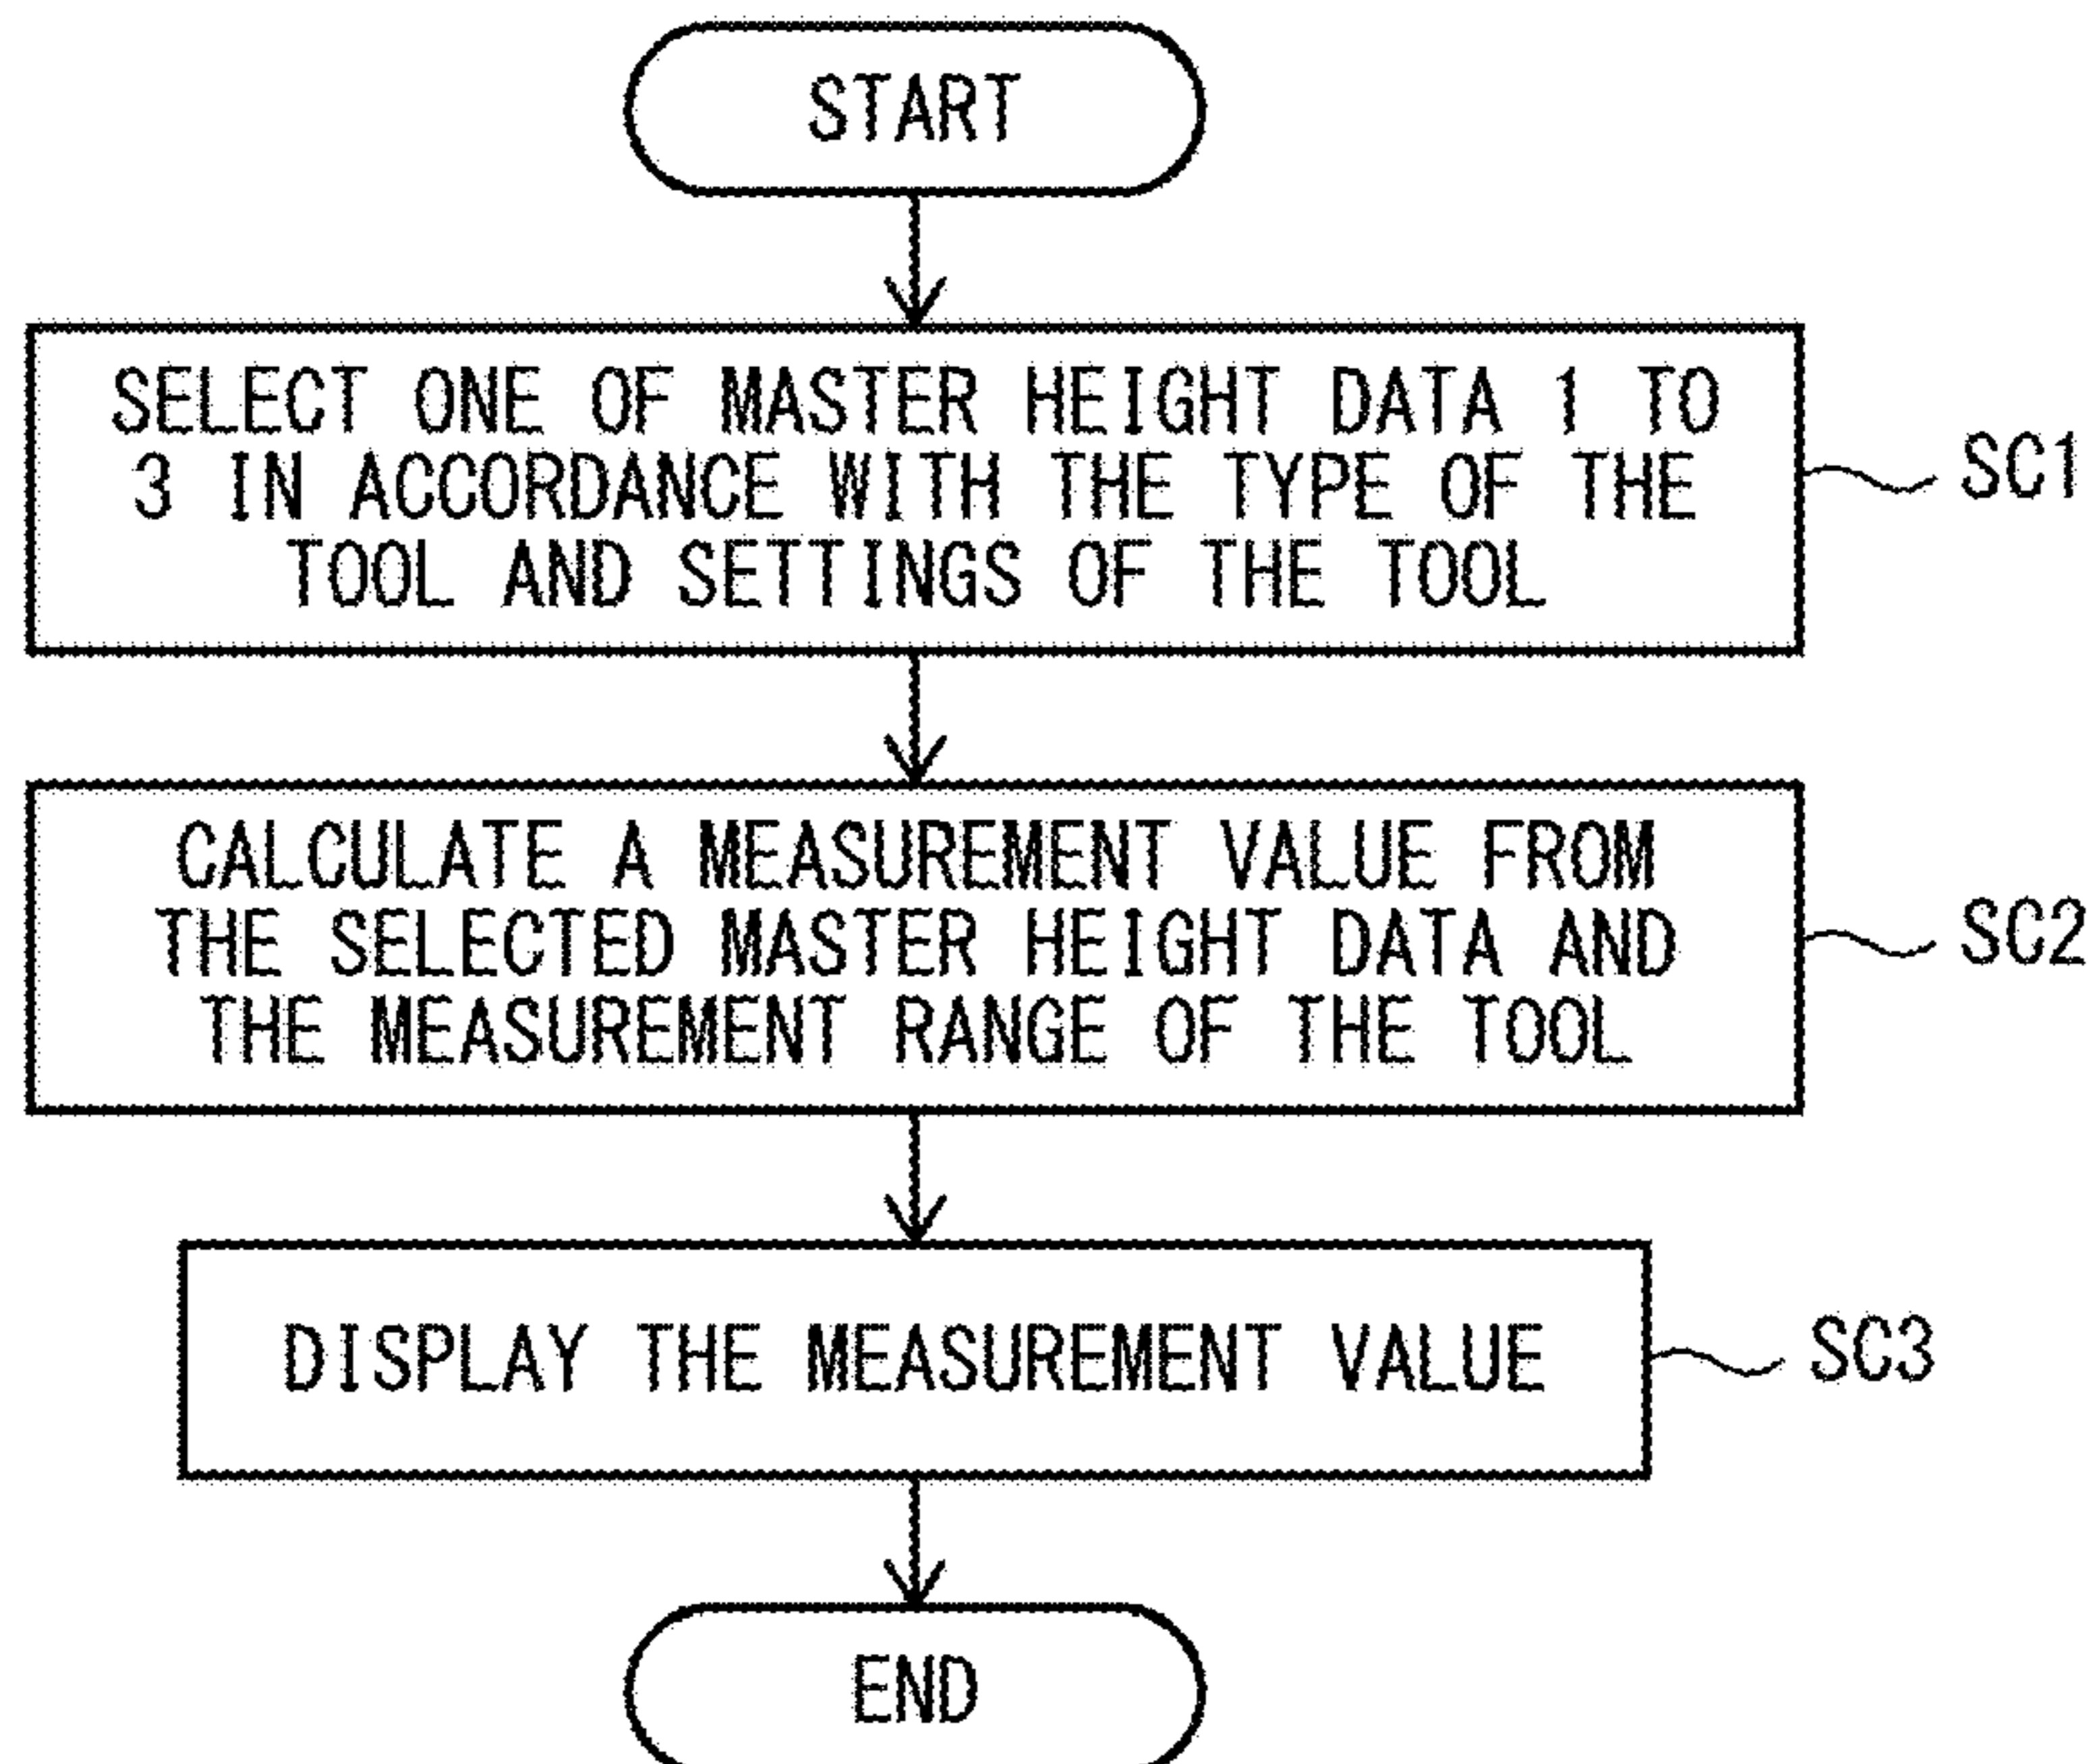 START
SELECT ONE OF MASTER HEIGHT DATA 1 TO
3 IN ACCORDANCE WITH THE TYPE OF THE
TOOL AND SETTINGS OF THE TOOL
SC1
CALCULATE A MEASUREMENT VALUE FROM
THE SELECTED MASTER HEIGHT DATA AND
THE MEASUREMENT RANGE OF THE TOOL
SC2
DISPLAY THE MEASUREMENT VALUE
SC3
END